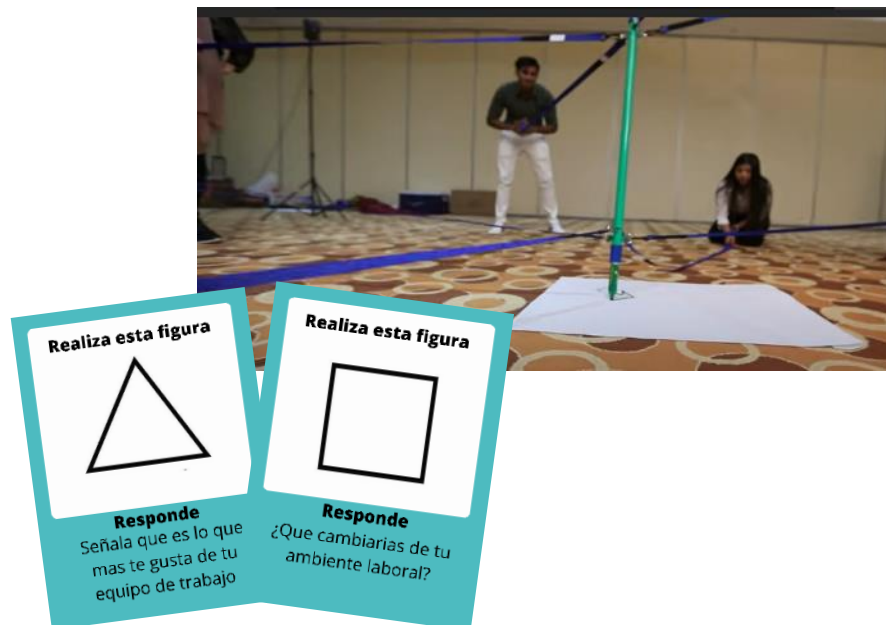 Realiza esta figura
Responde
Señala que es lo que
mas te gusta de tu
equipo de trabajo
Realiza esta figura
Responde
¿Que cambiarias de tu
ambiente laboral?